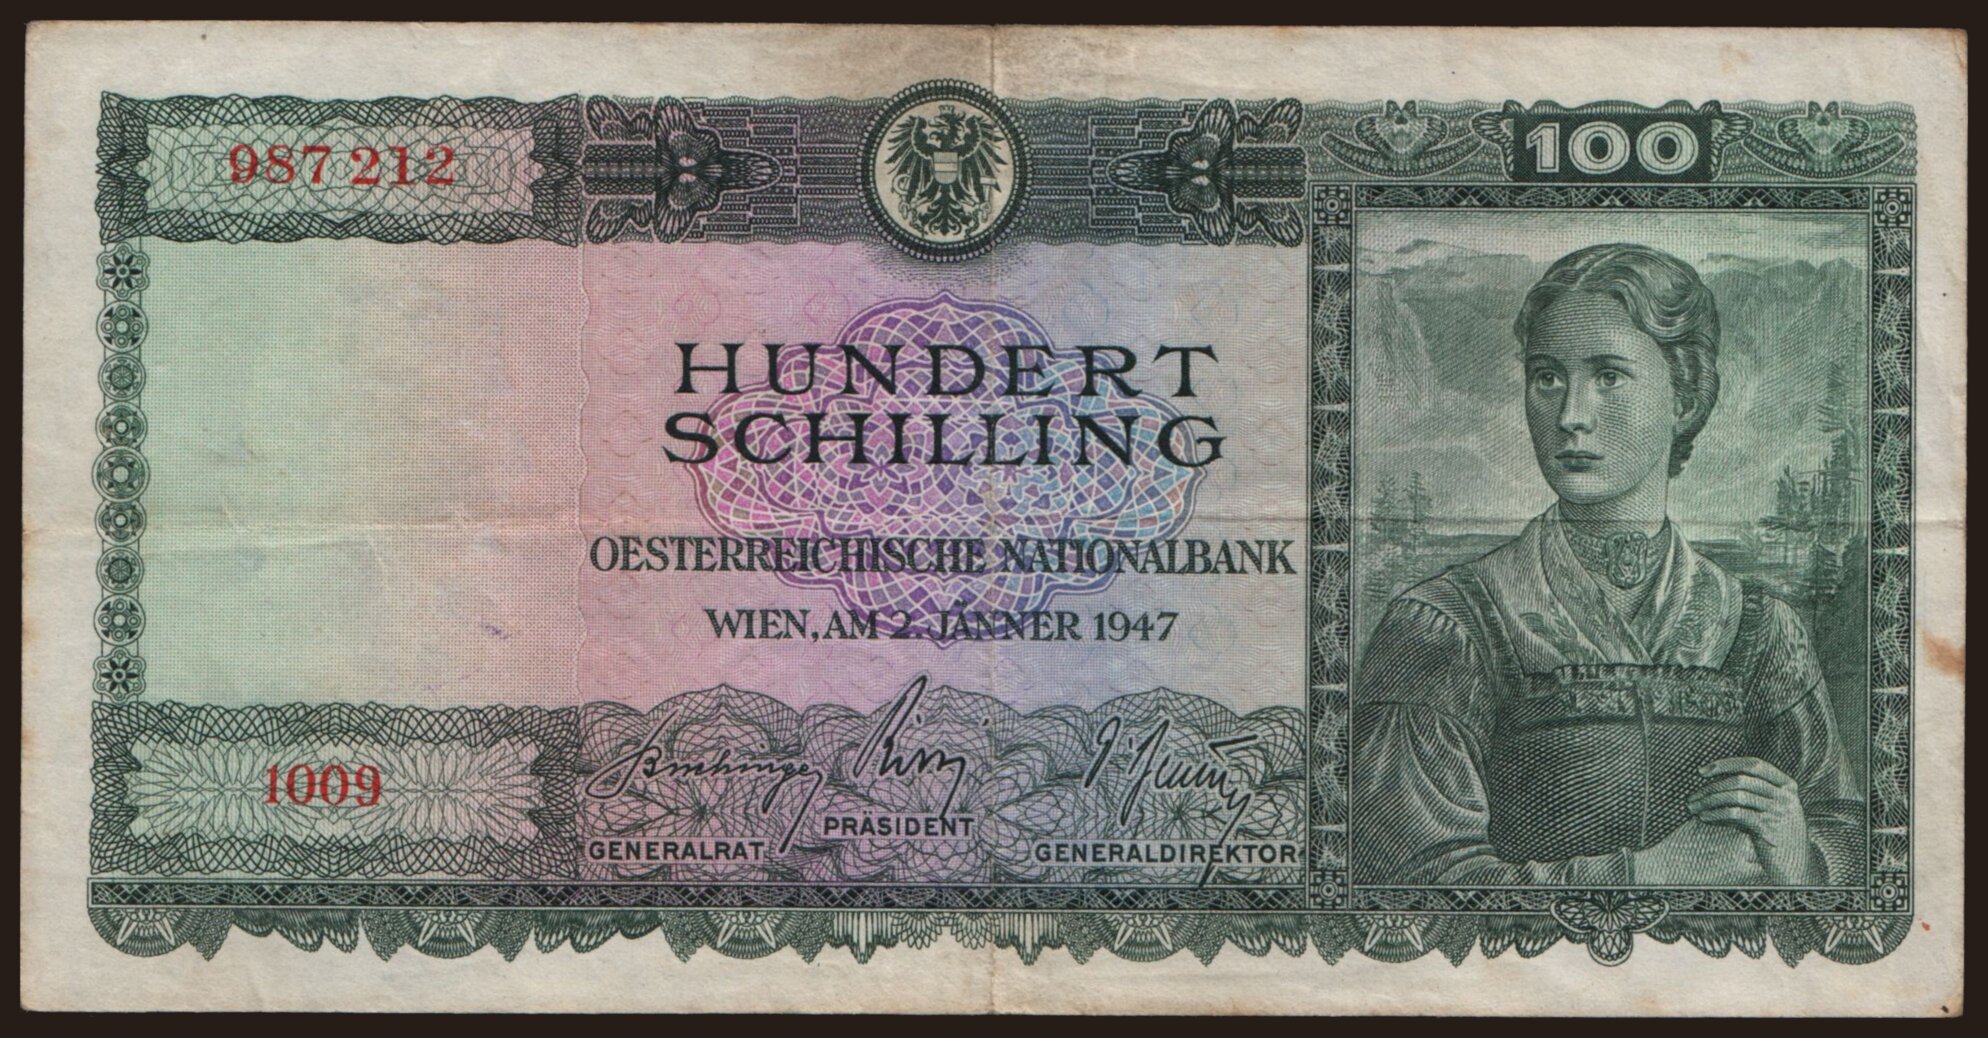 987 212
100
HUNDERT
SCHILLING
OESTERREICHISCHE NATIONALBANK
WIEN, AM 2. JÄNNER 1947
1009
GENERALRAT
PRÄSIDENT
GENERALDIREKTOR